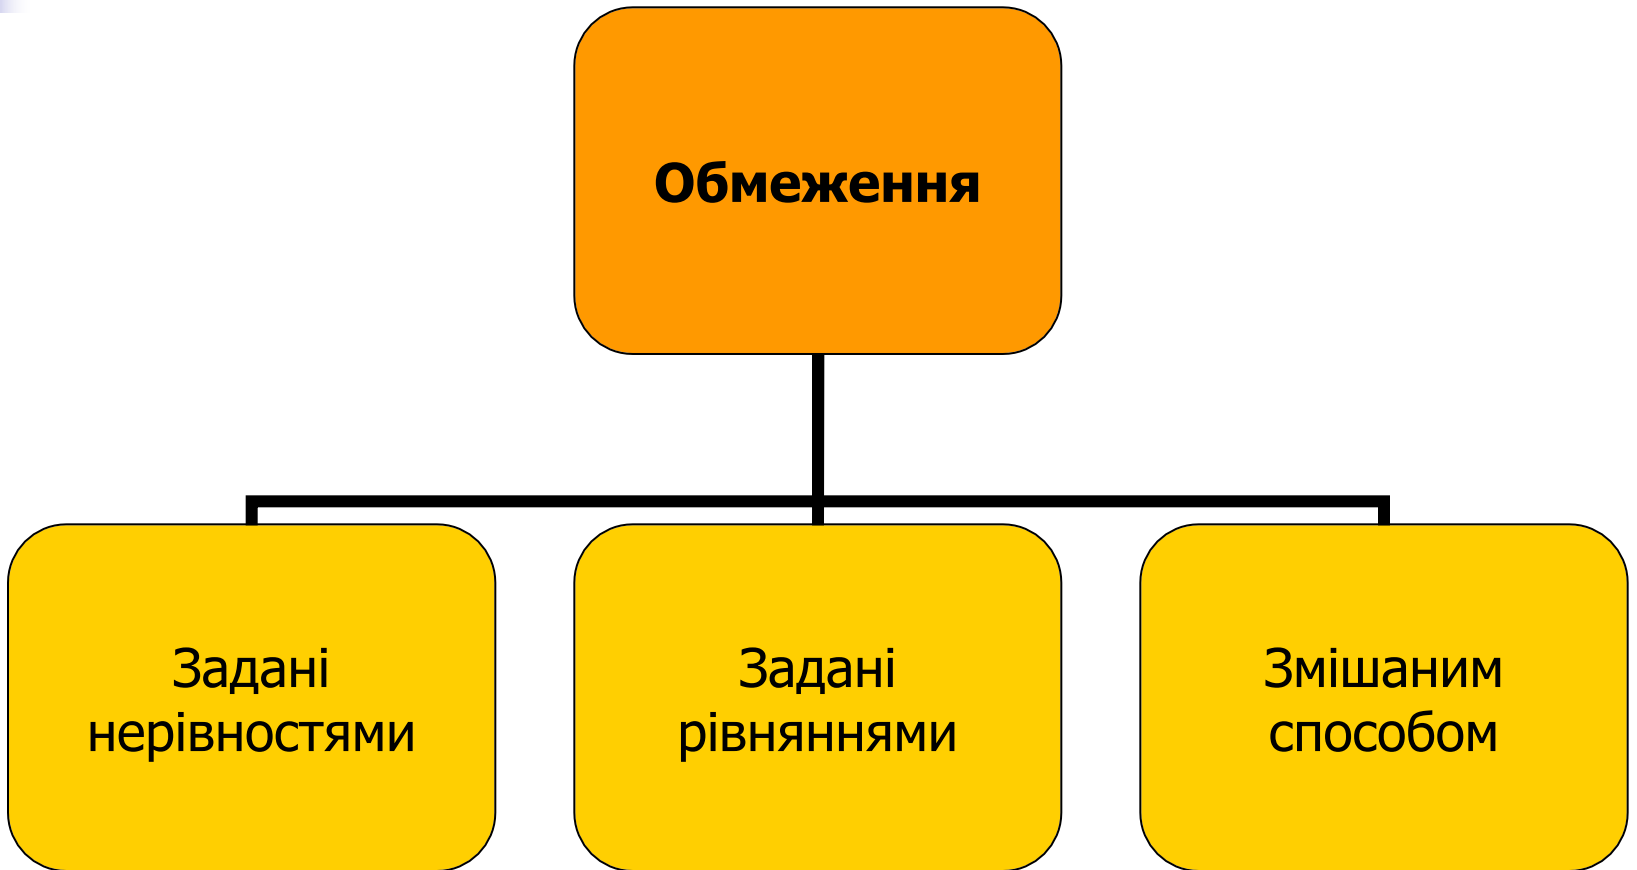 Обмеження
Задані
нерівностями
Задані
рівняннями
Змішаним
способом